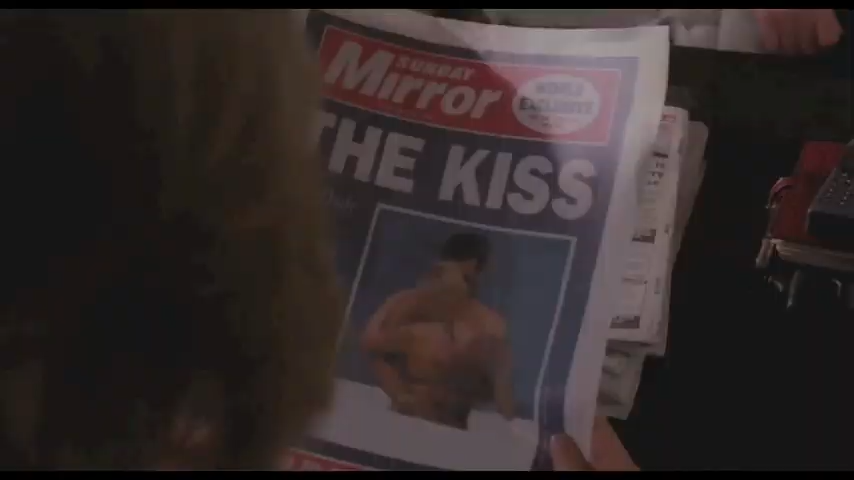 SUNDAY
Mirror
WORLD
EXCLUSIVE
THE KISS